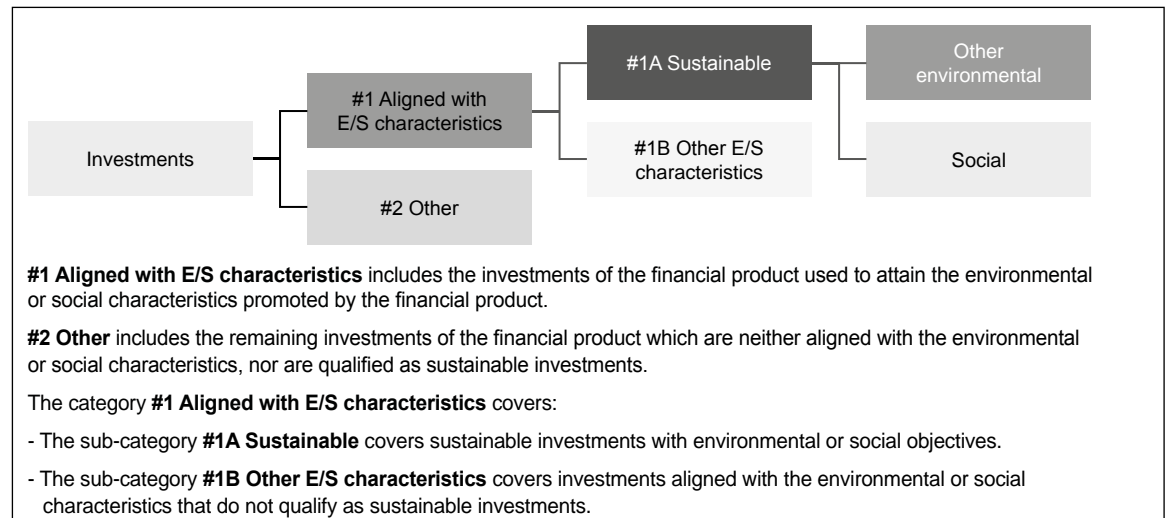 Investments
#1 Aligned with
E/S characteristics
#2 Other
#1A Sustainable
#1B Other E/S
characteristics
Other
environmental
Social
#1 Aligned with E/S characteristics includes the investments of the financial product used to attain the environmental
or social characteristics promoted by the financial product.
#2 Other includes the remaining investments of the financial product which are neither aligned with the environmental
or social characteristics, nor are qualified as sustainable investments.
The category #1 Aligned with E/S characteristics covers:
- The sub-category #1A Sustainable covers sustainable investments with environmental or social objectives.
- The sub-category #1B Other E/S characteristics covers investments aligned with the environmental or social
characteristics that do not qualify as sustainable investments.